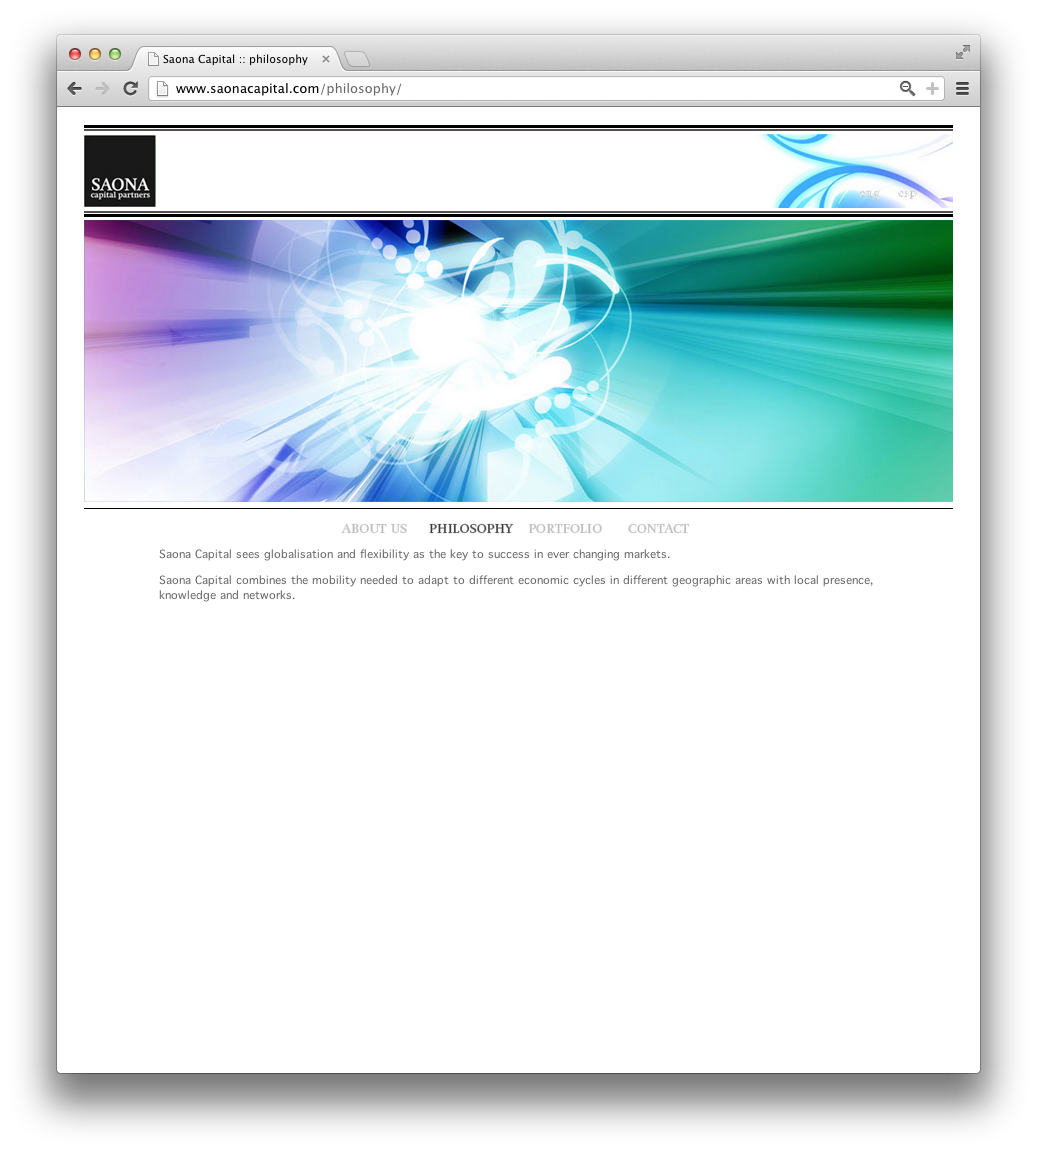 Saona Capital :: philosophy
www.saonacapital.com/philosophy/
SAONA
capital partners
eng esp
ABOUT US PHILOSOPHY PORTFOLIO CONTACT
Saona Capital sees globalisation and flexibility as the key to success in ever changing markets.
Saona Capital combines the mobility needed to adapt to different economic cycles in different geographic areas with local presence,
knowledge and networks.